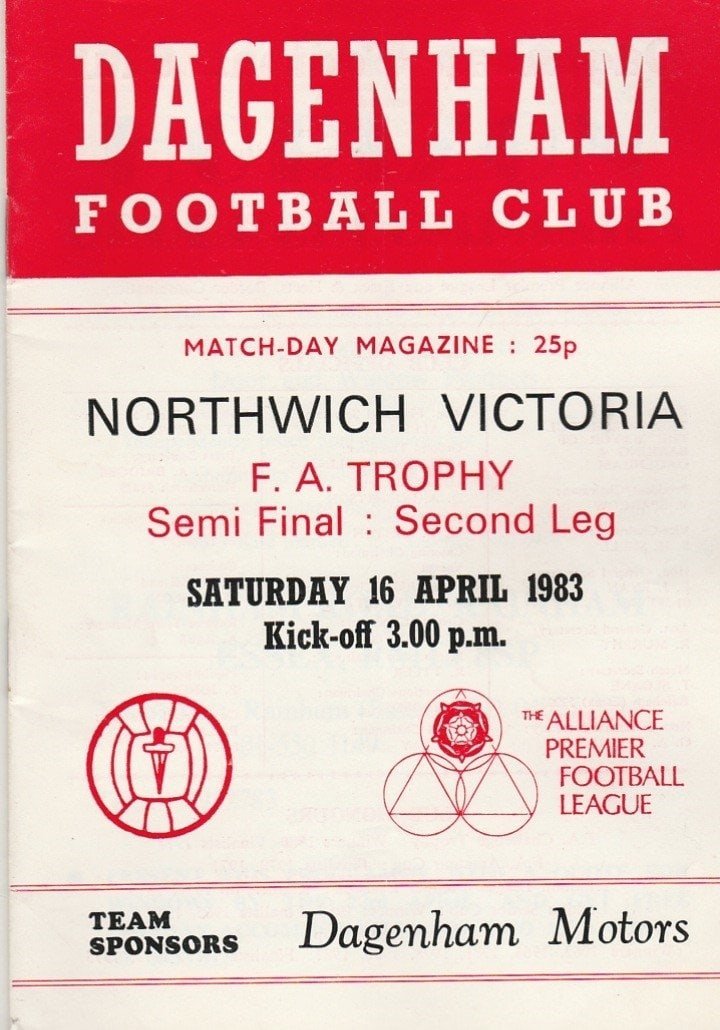 DAGENHAM
FOOTBALL CLUB
MATCH-DAY MAGAZINE : 25p
NORTHWICH VICTORIA
F. A. TROPHY
Semi Final : Second Leg
SATURDAY 16 APRIL 1983
Kick-off 3.00 p.m.
THE ALLIANCE
PREMIER
FOOTBALL
LEAGUE
TEAM
SPONSORS
Dagenham Motors